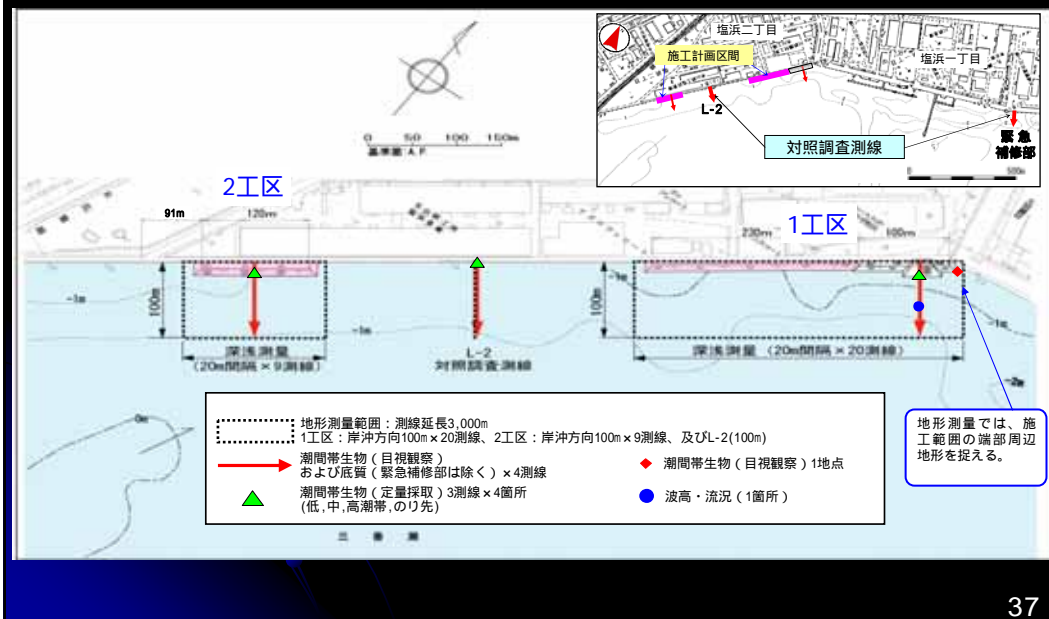 塩浜二丁目
塩浜一丁目
施工計画区間
L-2
対照調査測線
緊急
補修部
0 500m
0 50 100 150m
基準面:A.P.
2工区
1工区
91m
120m
230m
100m
-1m
-1m
-1m
-1m
-2m
0m
100m
100m
深浅測量
(20m間隔×9測線)
L-2
対照調査測線
深浅測量 (20m間隔×20測線)
地形測量では、施
工範囲の端部周辺
地形を捉える。
地形測量範囲:測線延長3,000m
1工区:岸沖方向100m×20測線、2工区:岸沖方向100m×9測線、及びL-2(100m)
潮間帯生物(目視観察)
および底質(緊急補修部は除く)×4測線
潮間帯生物(定量採取)3測線×4箇所
(低,中,高潮帯,のり先)
潮間帯生物(目視観察)1地点
波高・流況(1箇所)
三番瀬
37